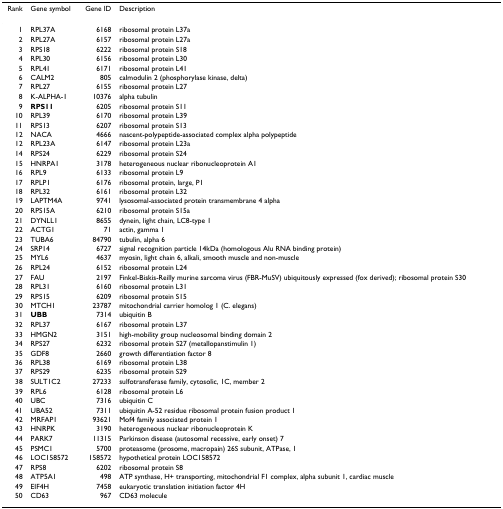 Rank Gene symbol Gene ID Description
1 RPL37A 6168 ribosomal protein L37a
2 RPL27A 6157 ribosomal protein L27a
3 RPS18 6222 ribosomal protein S18
4 RPL30 6156 ribosomal protein L30
5 RPL41 6171 ribosomal protein L41
6 CALM2 805 calmodulin 2 (phosphorylase kinase, delta)
7 RPL27 6155 ribosomal protein L27
8 K-ALPHA-1 10376 alpha tubulin
9 RPS11 6205 ribosomal protein S11
10 RPL39 6170 ribosomal protein L39
11 RPS13 6207 ribosomal protein S13
12 NACA 4666 nascent-polypeptide-associated complex alpha polypeptide
12 RPL23A 6147 ribosomal protein L23a
14 RPS24 6229 ribosomal protein S24
15 HNRPA1 3178 heterogeneous nuclear ribonucleoprotein A1
16 RPL9 6133 ribosomal protein L9
17 RPLP1 6176 ribosomal protein, large, P1
18 RPL32 6161 ribosomal protein L32
19 LAPTM4A 9741 lysosomal-associated protein transmembrane 4 alpha
20 RPS15A 6210 ribosomal protein S15a
21 DYNLL1 8655 dynein, light chain, LC8-type 1
22 ACTG1 71 actin, gamma 1
23 TUBA6 84790 tubulin, alpha 6
24 SRP14 6727 signal recognition particle 14kDa (homologous Alu RNA binding protein)
25 MYL6 4637 myosin, light chain 6, alkali, smooth muscle and non-muscle
26 RPL24 6152 ribosomal protein L24
27 FAU 2197 Finkel-Biskis-Reilly murine sarcoma virus (FBR-MuSV) ubiquitously expressed (fox derived); ribosomal protein S30
28 RPL31 6160 ribosomal protein L31
29 RPS15 6209 ribosomal protein S15
30 MTCH1 23787 mitochondrial carrier homolog 1 (C. elegans)
31 UBB 7314 ubiquitin B
32 RPL37 6167 ribosomal protein L37
33 HMGN2 3151 high-mobility group nucleosomal binding domain 2
34 RPS27 6232 ribosomal protein S27 (metallopanstimulin 1)
35 GDF8 2660 growth differentiation factor 8
36 RPL38 6169 ribosomal protein L38
37 RPS29 6235 ribosomal protein S29
38 SULT1C2 27233 sulfotransferase family, cytosolic, 1C, member 2
39 RPL6 6128 ribosomal protein L6
40 UBC 7316 ubiquitin C
41 UBA52 7311 ubiquitin A-52 residue ribosomal protein fusion product 1
42 MRFAP1 93621 Mof4 family associated protein 1
43 HNRPK 3190 heterogeneous nuclear ribonucleoprotein K
44 PARK7 11315 Parkinson disease (autosomal recessive, early onset) 7
45 PSMC1 5700 proteasome (prosome, macropain) 26S subunit, ATPase, 1
46 LOC158572 158572 hypothetical protein LOC158572
47 RPS8 6202 ribosomal protein S8
48 ATP5A1 498 ATP synthase, H+ transporting, mitochondrial F1 complex, alpha subunit 1, cardiac muscle
49 EIF4H 7458 eukaryotic translation initiation factor 4H
50 CD63 967 CD63 molecule